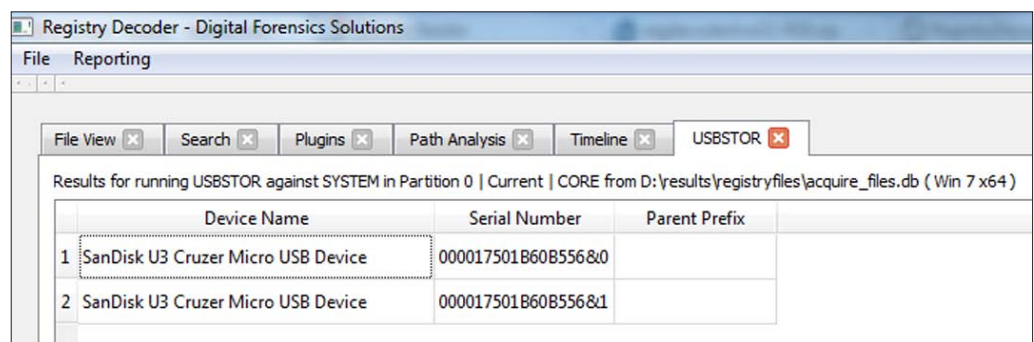 Registry Decoder - Digital Forensics Solutions
File Reporting
File View Search Plugins Path Analysis Timeline USBSTOR
Results for running USBSTOR against SYSTEM in Partition 0 | Current | CORE from D:\results\registryfiles\acquire_files.db ( Win 7 x64 )
Device Name Serial Number Parent Prefix
1 SanDisk U3 Cruzer Micro USB Device 000017501B60B556&0
2 SanDisk U3 Cruzer Micro USB Device 000017501B60B556&1